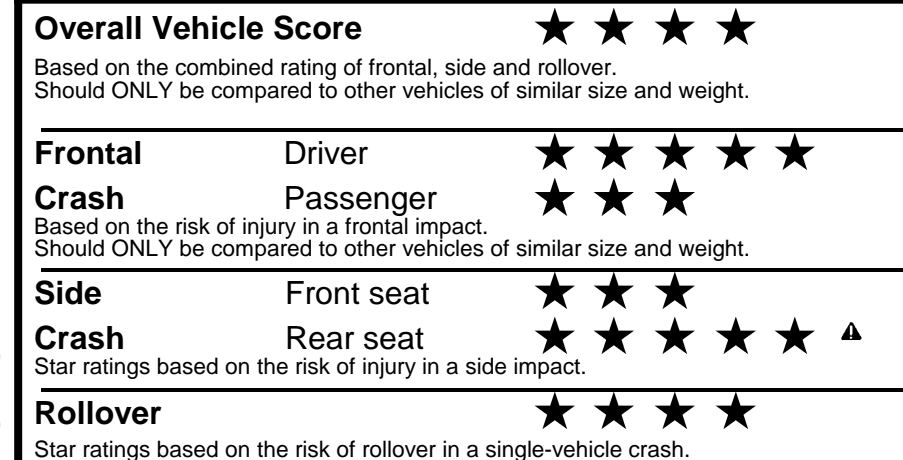 Overall Vehicle Score ★ ★ ★ ★
Based on the combined rating of frontal, side and rollover.
Should ONLY be compared to other vehicles of similar size and weight.
Frontal Driver ★ ★ ★ ★ ★
Crash Passenger ★ ★ ★
Based on the risk of injury in a frontal impact.
Should ONLY be compared to other vehicles of similar size and weight.
Side Front seat ★ ★ ★
Crash Rear seat ★ ★ ★ ★ ★ ⚠
Star ratings based on the risk of injury in a side impact.
Rollover ★ ★ ★ ★
Star ratings based on the risk of rollover in a single-vehicle crash.